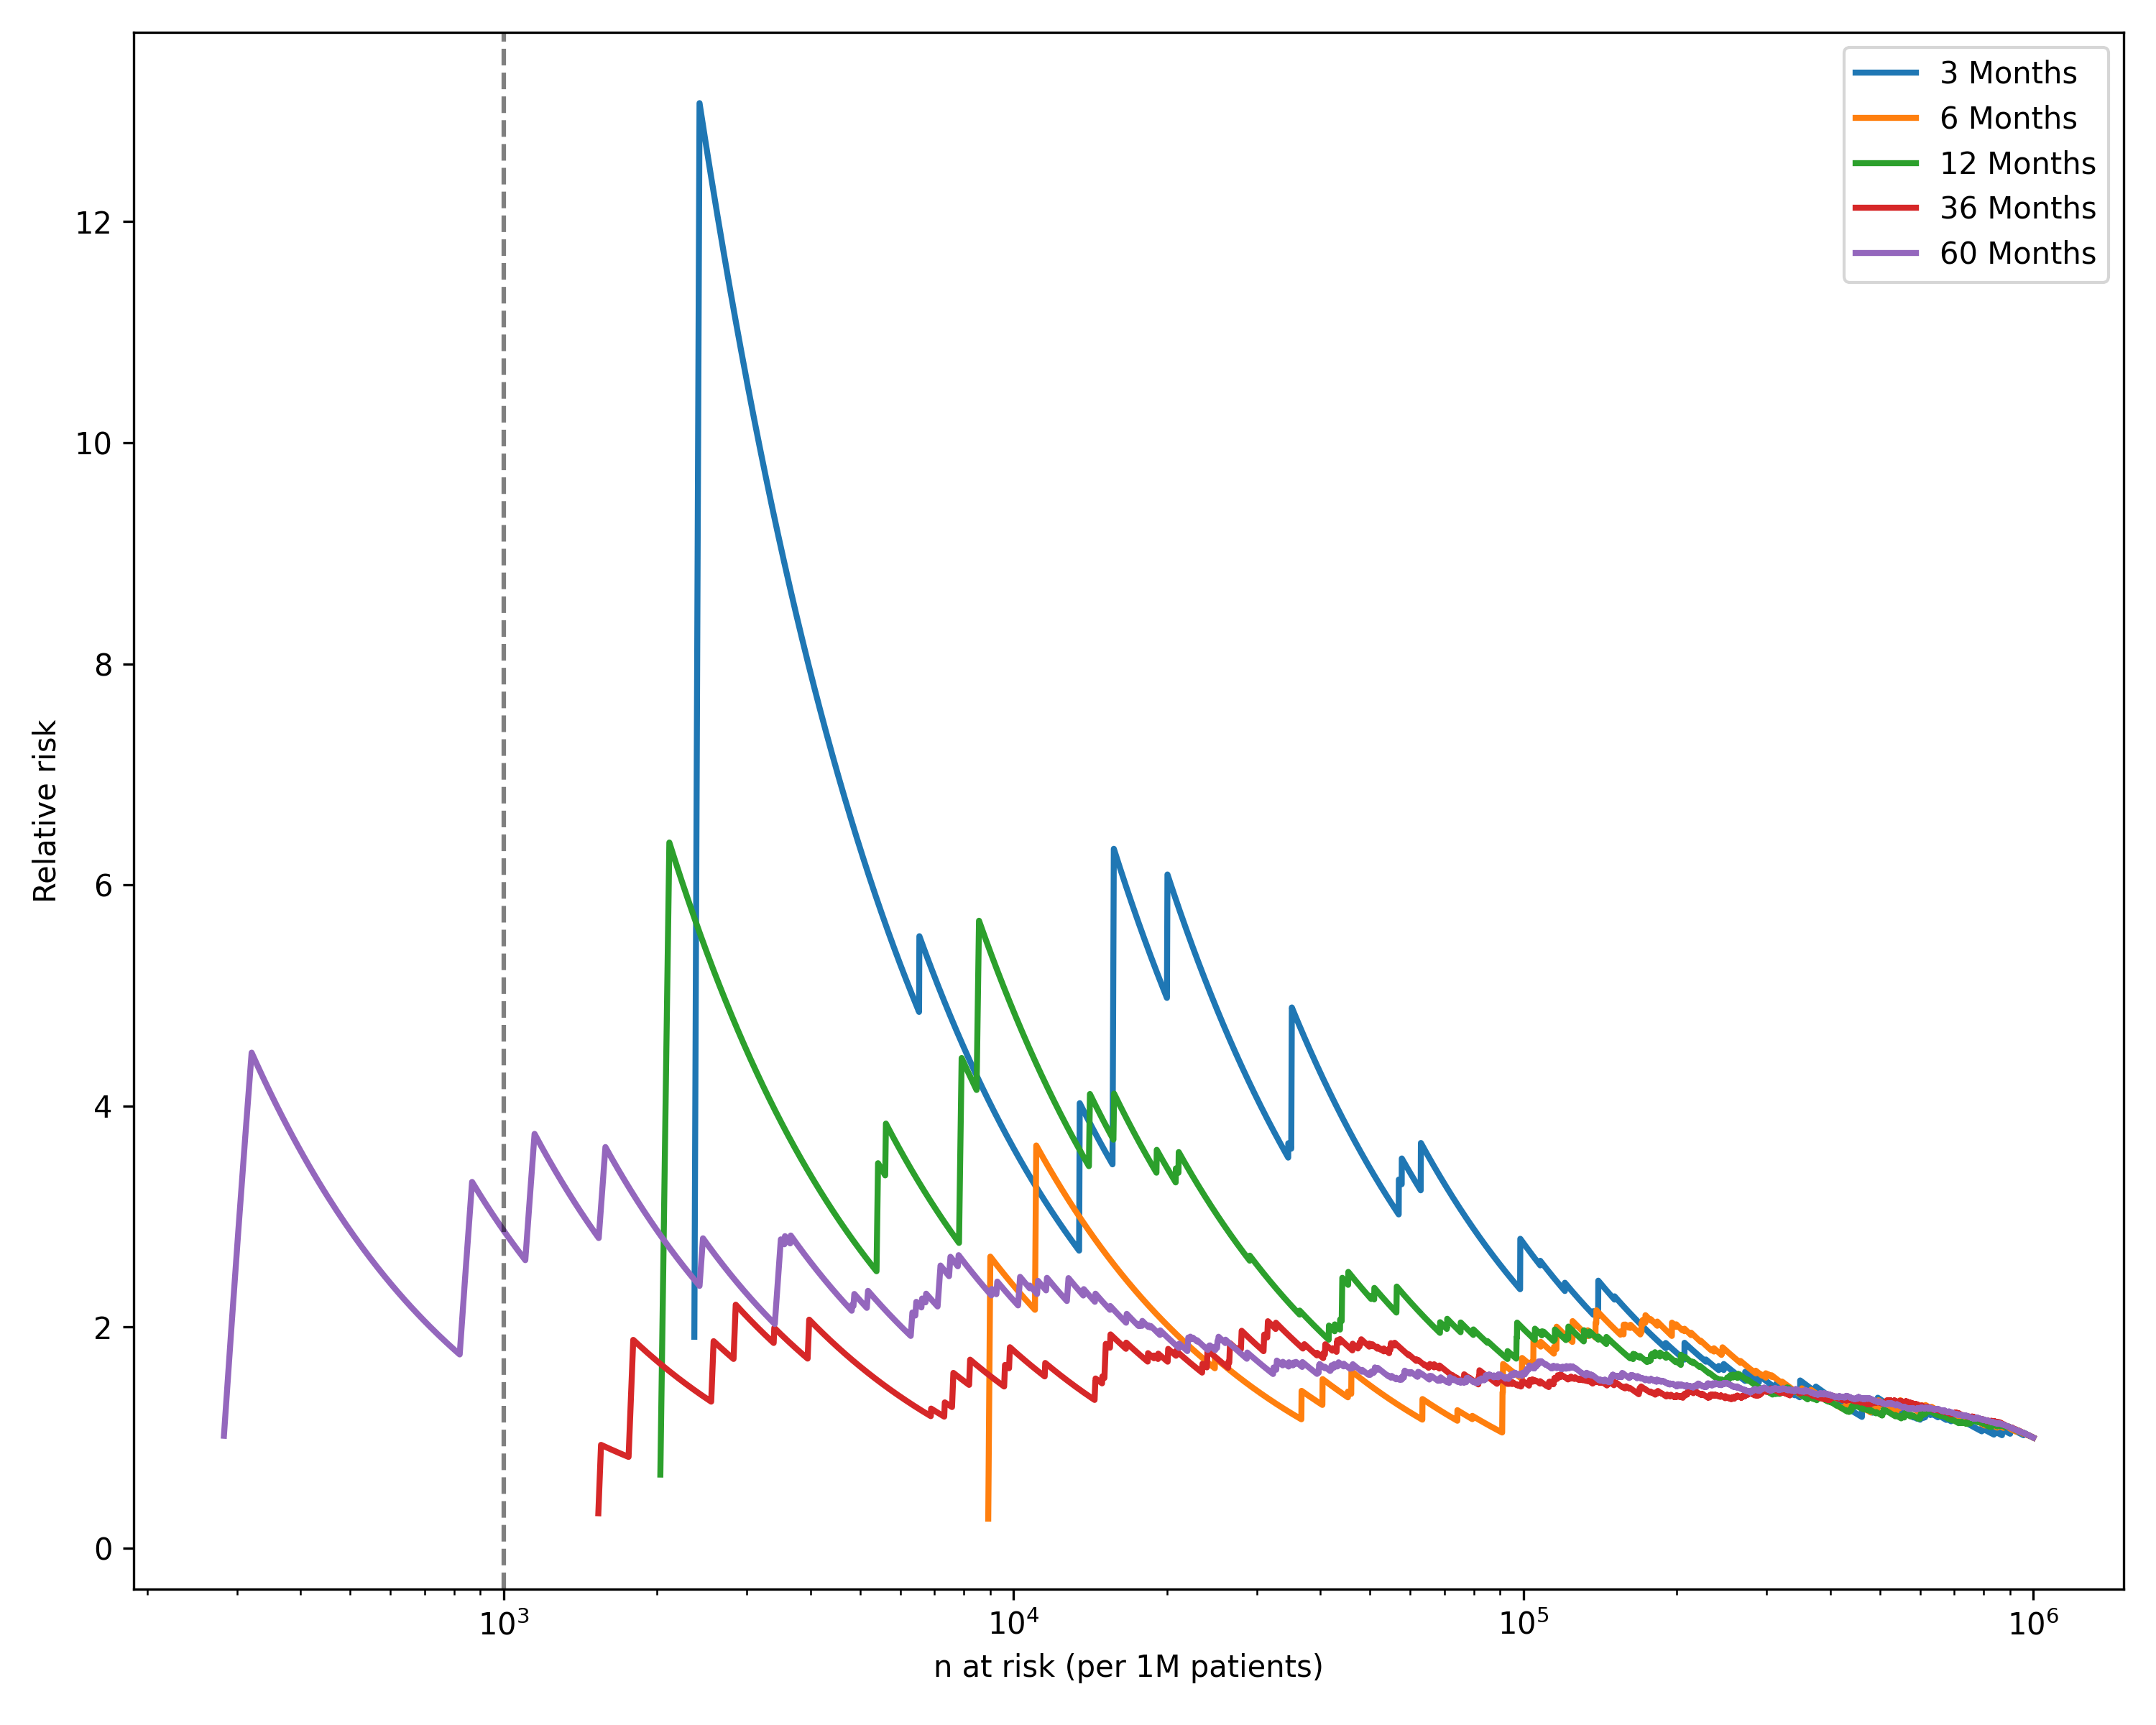 3 Months
6 Months
12 Months
36 Months
60 Months
12
10
8
6
4
2
0
Relative risk
10³
10⁴
10⁵
10⁶
n at risk (per 1M patients)